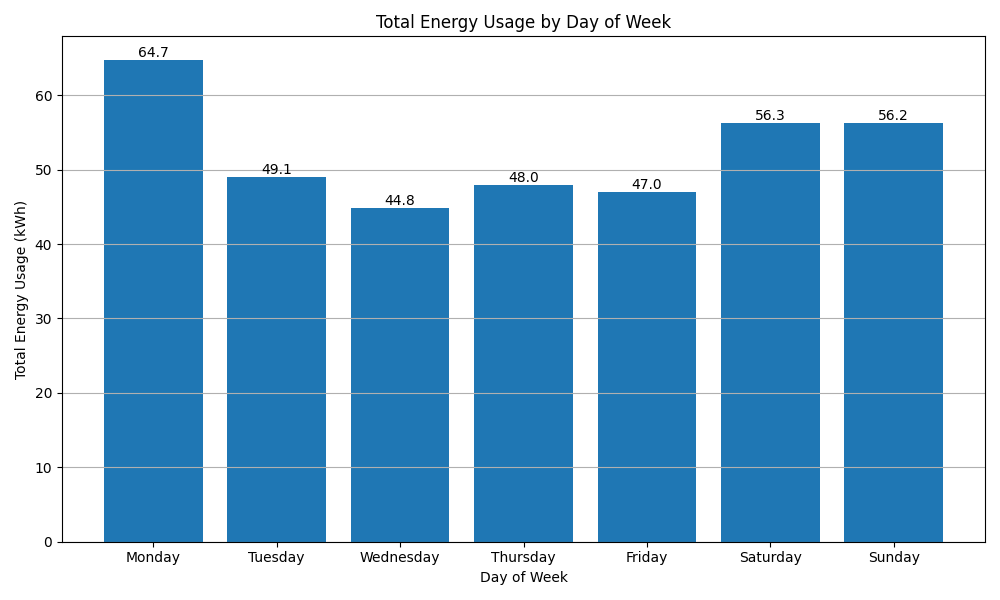 Total Energy Usage by Day of Week
64.7
49.1
44.8
48.0
47.0
56.3
56.2
60
50
40
30
20
10
0
Total Energy Usage (kWh)
Monday
Tuesday
Wednesday
Thursday
Friday
Saturday
Sunday
Day of Week